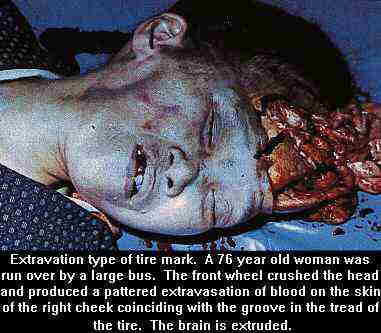 Extravation type of tire mark. A 76 year old woman was
run over by a large bus. The front wheel crushed the head
and produced a pattered extravasation of blood on the skin
of the right cheek coinciding with the groove in the tread of
the tire. The brain is extruded.